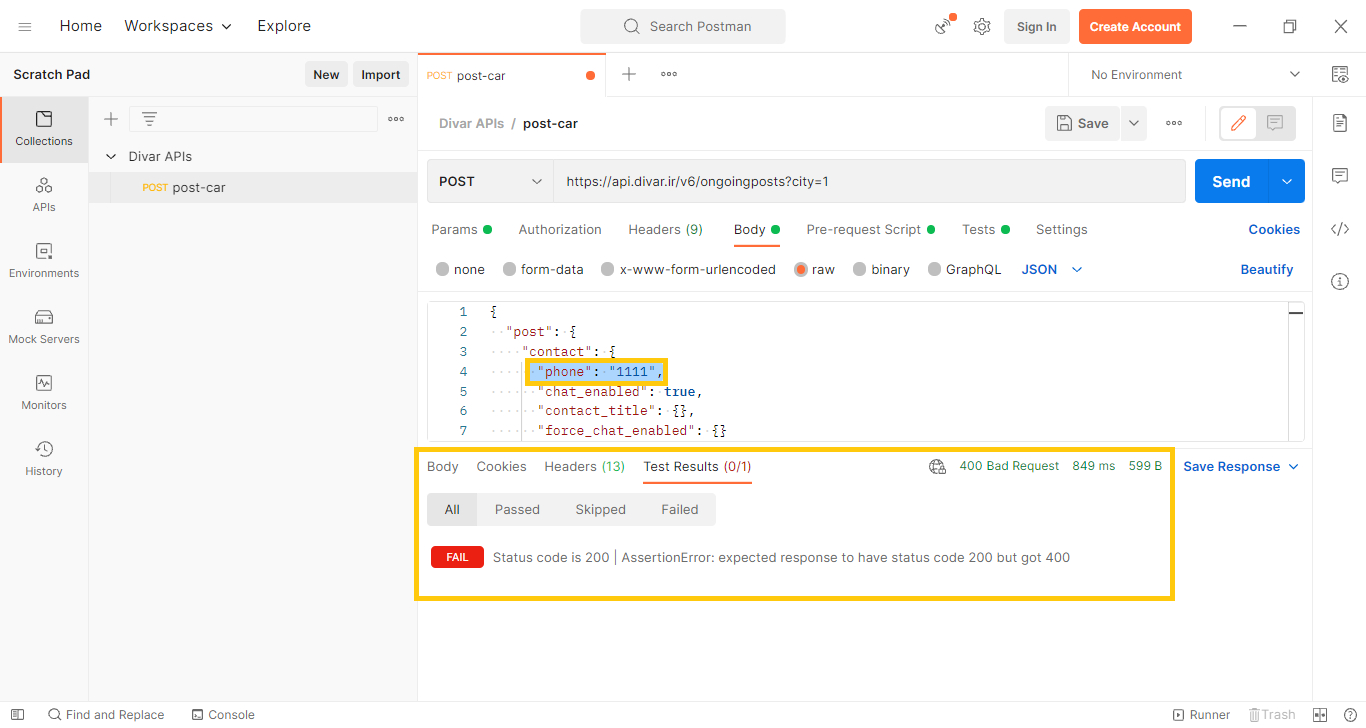 Home Workspaces Explore Search Postman Sign In Create Account
Scratch Pad New Import
POST post-car
No Environment
Collections
APIs
Environments
Mock Servers
Monitors
History
Divar APIs
POST post-car
Divar APIs / post-car Save
POST https://api.divar.ir/v6/ongoingposts?city=1 Send
Params Authorization Headers (9) Body Pre-request Script Tests Settings Cookies
none form-data x-www-form-urlencoded raw binary GraphQL JSON Beautify
1 {
2 "post": {
3 "contact": {
4 "phone": "1111",
5 "chat_enabled": true,
6 "contact_title": {},
7 "force_chat_enabled": {}
Body Cookies Headers (13) Test Results (0/1) 400 Bad Request 849 ms 599 B Save Response
All Passed Skipped Failed
FAIL Status code is 200 | AssertionError: expected response to have status code 200 but got 400
Find and Replace Console Runner Trash